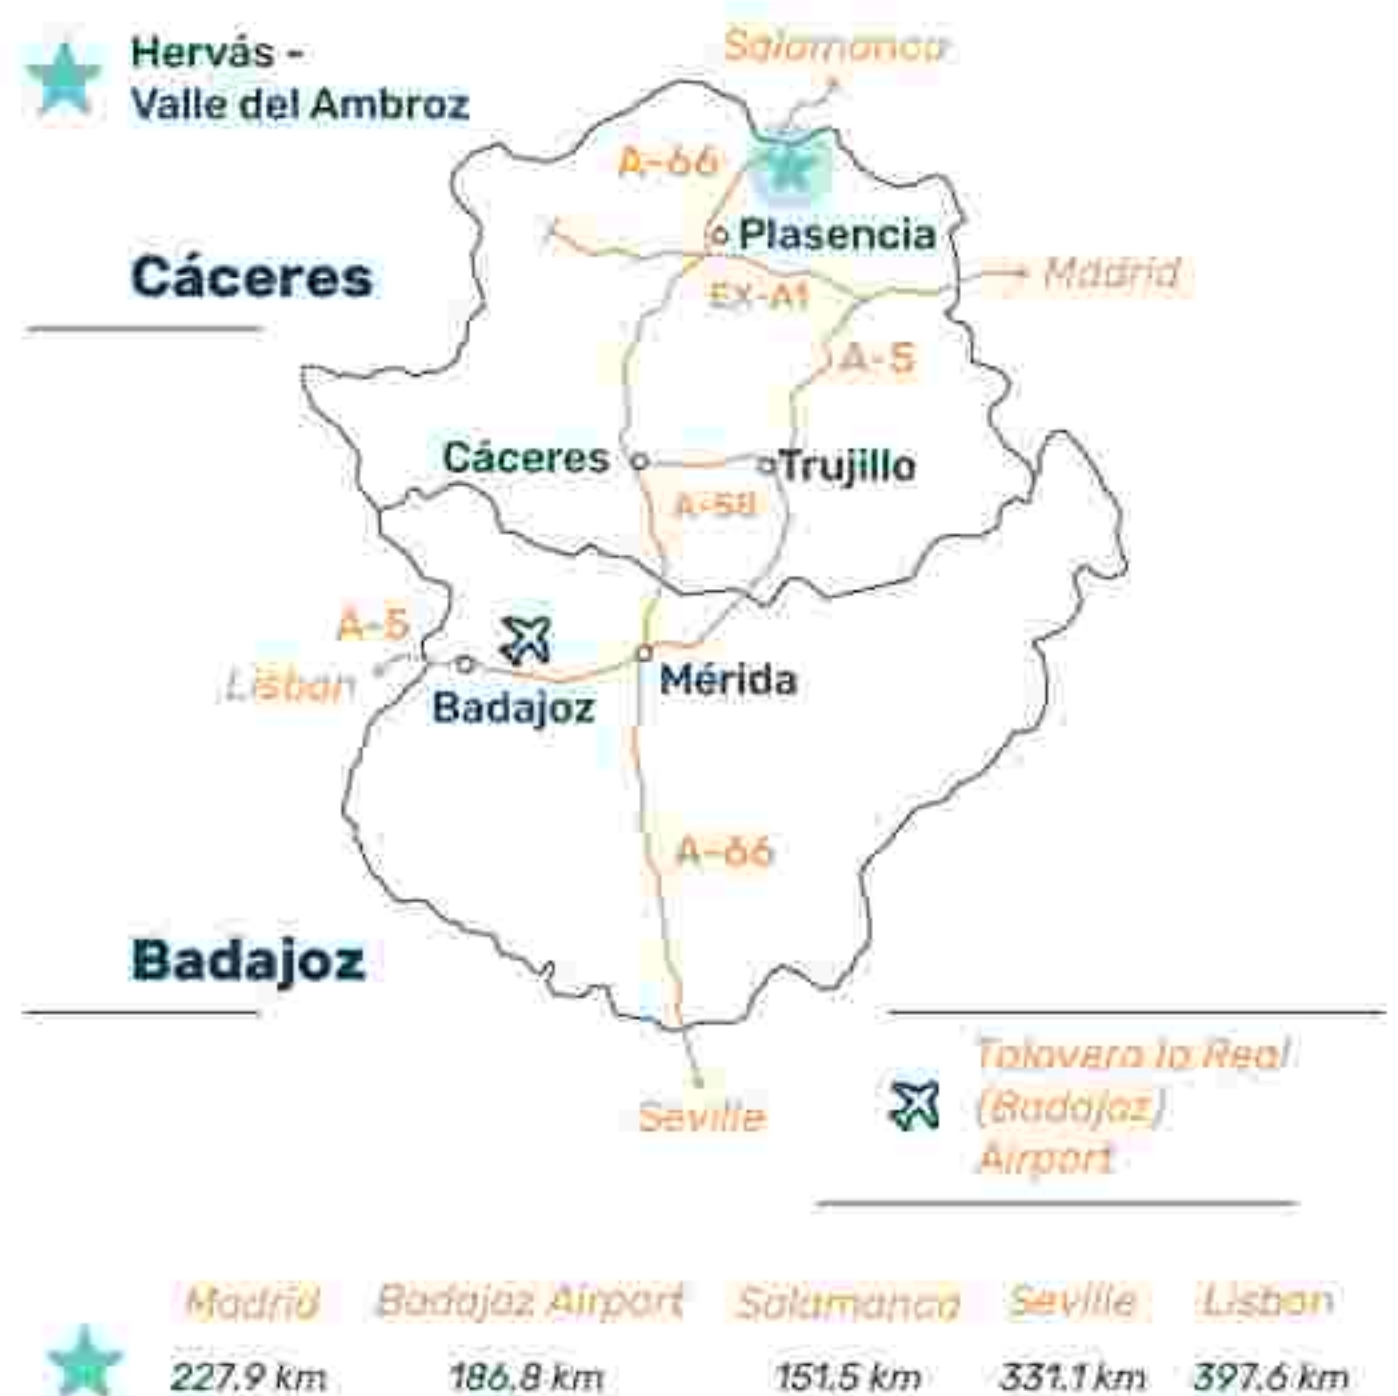 Hervás -
Valle del Ambroz
Salamanca
A-66
Plasencia
Cáceres
Madrid
EX-A1
A-5
Cáceres
Trujillo
A-58
A-5
Lisbon
Badajoz
Mérida
A-66
Badajoz
Seville
Talavera la Real
(Badajoz)
Airport
Madrid Badajoz Airport Salamanca Seville Lisbon
227.9 km 186.8 km 151.5 km 331.1 km 397.6 km